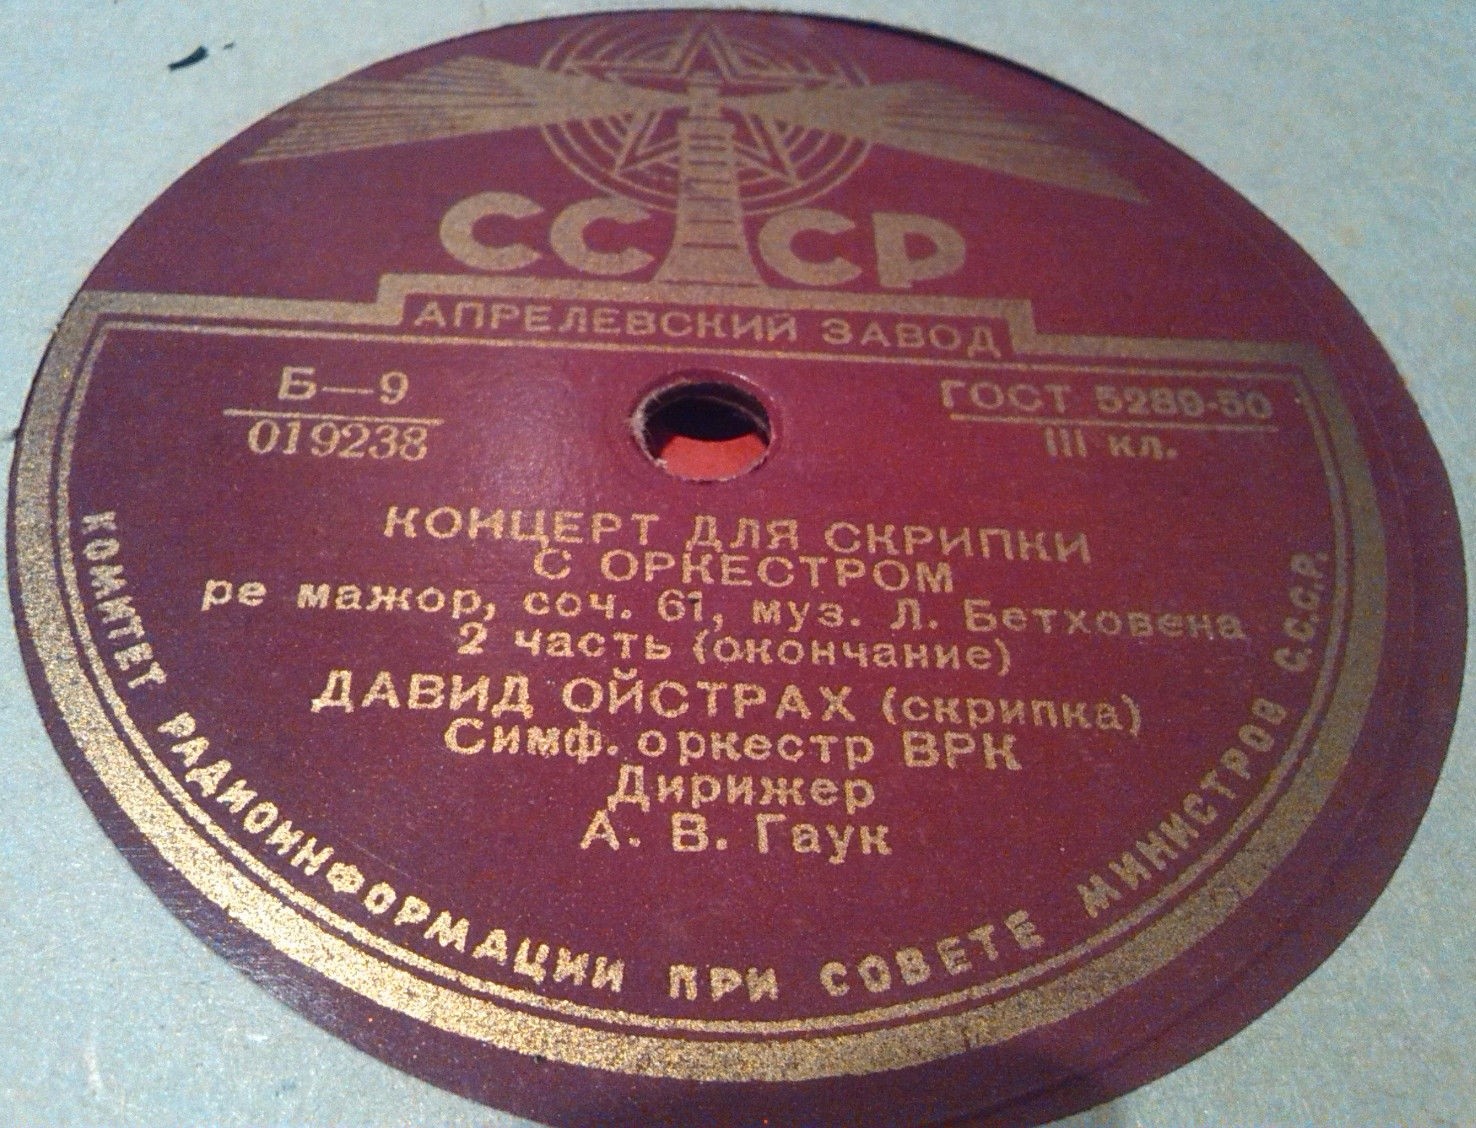 СССР
АПРЕЛЕВСКИЙ ЗАВОД
Б—9
019238
ГОСТ 5289-50
III кл.
КОНЦЕРТ ДЛЯ СКРИПКИ
С ОРКЕСТРОМ
ре мажор, соч. 61, муз. Л. Бетховена
2 часть (окончание)
ДАВИД ОЙСТРАХ (скрипка)
Симф. оркестр ВРК
Дирижер
А. В. Гаук
КОМИТЕТ РАДИОИНФОРМАЦИИ ПРИ СОВЕТЕ МИНИСТРОВ С.С.С.Р.